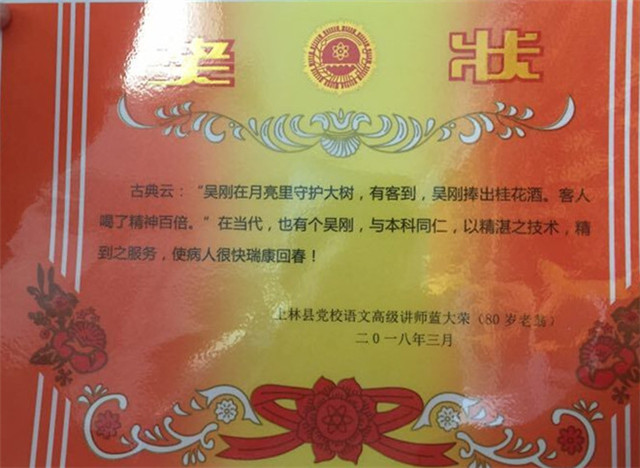 奖状
古典云：“吴刚在月亮里守护大树，有客到，吴刚捧出桂花酒。客人
喝了精神百倍。”在当代，也有个吴刚，与本科同仁，以精湛之技术，精
到之服务，使病人很快瑞康回春！
上林县党校语文高级讲师蓝大荣（80岁老翁）
二0一八年三月